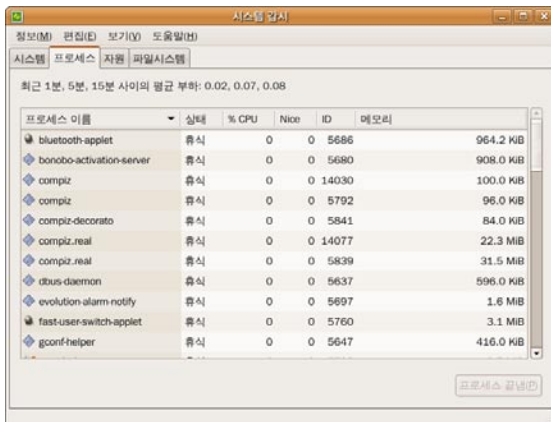 시스템 감시
정보(M) 편집(E) 보기(V) 도움말(H)
시스템 프로세스 자원 파일시스템
최근 1분, 5분, 15분 사이의 평균 부하: 0.02, 0.07, 0.08
프로세스 이름 상태 % CPU Nice ID 메모리
bluetooth-applet 휴식 0 0 5686 964.2 KiB
bonobo-activation-server 휴식 0 0 5680 908.0 KiB
compiz 휴식 0 0 14030 100.0 KiB
compiz 휴식 0 0 5792 96.0 KiB
compiz-decorato 휴식 0 0 5841 84.0 KiB
compiz.real 휴식 0 0 14077 22.3 MiB
compiz.real 휴식 0 0 5839 31.5 MiB
dbus-daemon 휴식 0 0 5637 596.0 KiB
evolution-alarm-notify 휴식 0 0 5697 1.6 MiB
fast-user-switch-applet 휴식 0 0 5760 3.1 MiB
gconf-helper 휴식 0 0 5647 416.0 KiB
프로세스 끝냄(P)